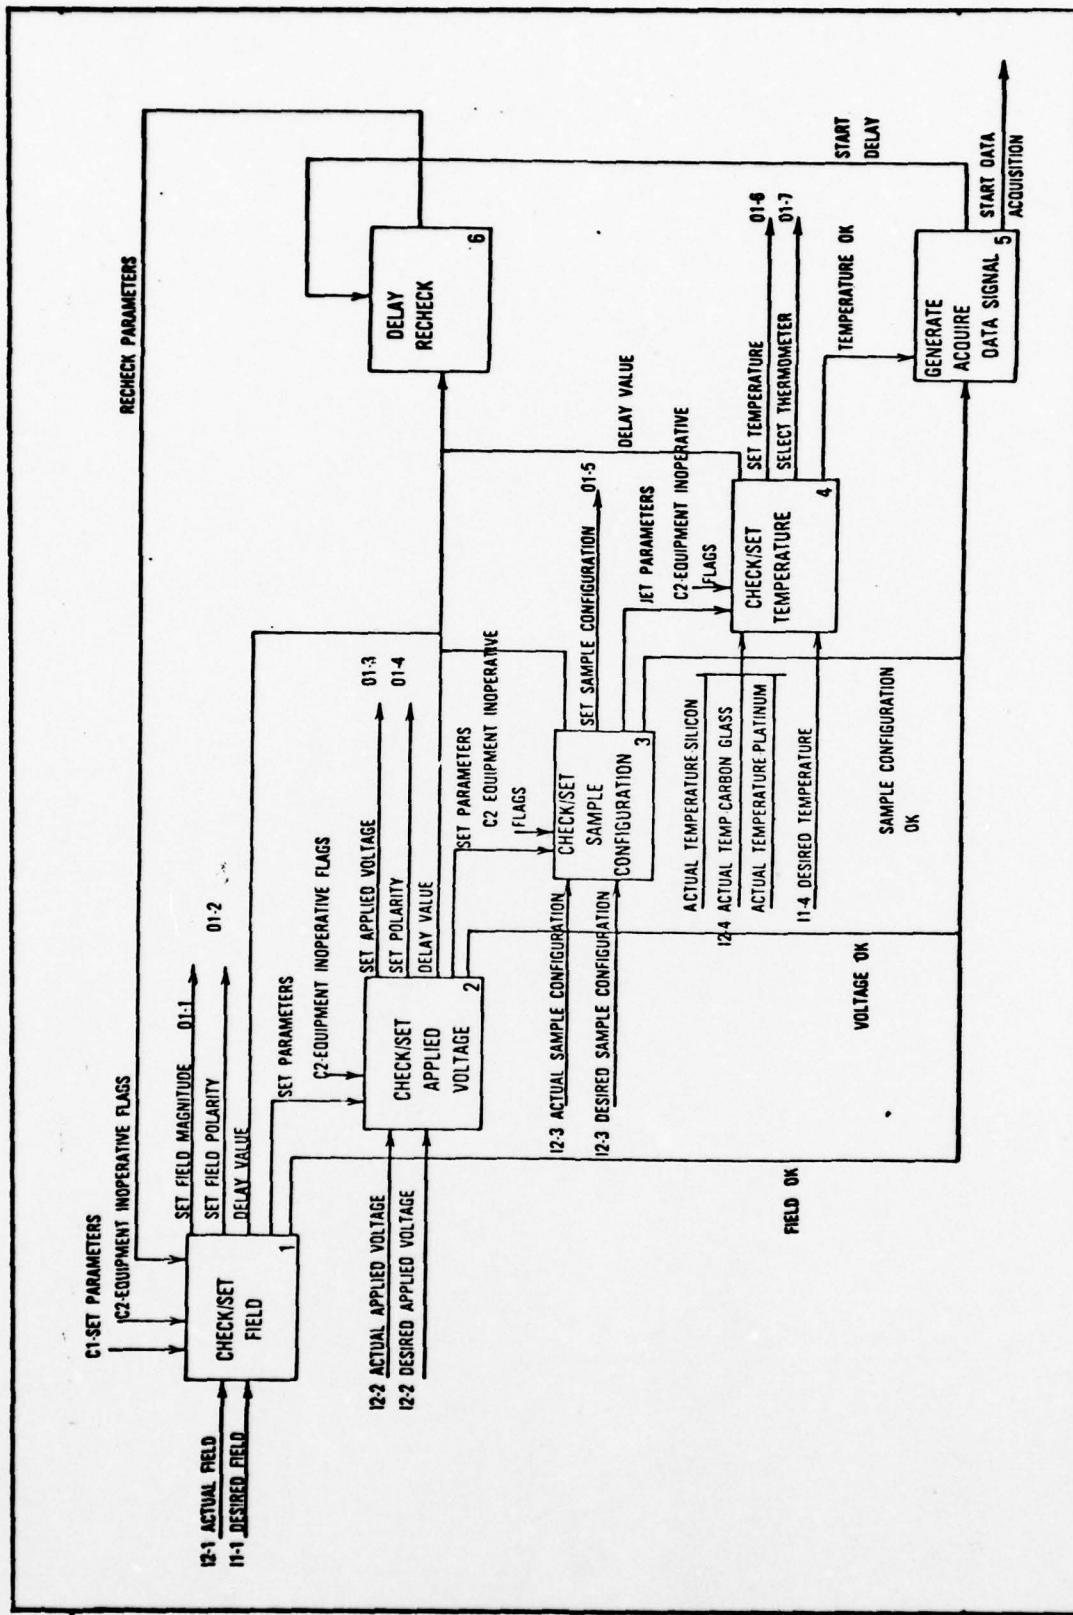 RECHECK PARAMETERS
C1-SET PARAMETERS
C2-EQUIPMENT INOPERATIVE FLAGS
I2-1 ACTUAL FIELD
I1-1 DESIRED FIELD
CHECK/SET
FIELD
1
SET FIELD MAGNITUDE O1-1
SET FIELD POLARITY O1-2
DELAY VALUE
SET PARAMETERS
C2-EQUIPMENT INOPERATIVE FLAGS
I2-2 ACTUAL APPLIED VOLTAGE
I2-2 DESIRED APPLIED VOLTAGE
CHECK/SET
APPLIED
VOLTAGE
2
SET APPLIED VOLTAGE O1-3
SET POLARITY O1-4
DELAY VALUE
SET PARAMETERS
C2 EQUIPMENT INOPERATIVE
FLAGS
I2-3 ACTUAL SAMPLE CONFIGURATION
I2-3 DESIRED SAMPLE CONFIGURATION
CHECK/SET
SAMPLE
CONFIGURATION
3
SET SAMPLE CONFIGURATION O1-5
DELAY VALUE
JET PARAMETERS
C2-EQUIPMENT INOPERATIVE
FLAGS
ACTUAL TEMPERATURE-SILICON
I2-4 ACTUAL TEMP-CARBON GLASS
ACTUAL TEMPERATURE-PLATINUM
I1-4 DESIRED TEMPERATURE
CHECK/SET
TEMPERATURE
4
SET TEMPERATURE O1-6
SELECT THERMOMETER O1-7
TEMPERATURE OK
DELAY
RECHECK
6
START
DELAY
GENERATE
ACQUIRE
DATA SIGNAL
5
START DATA
ACQUISITION
FIELD OK
VOLTAGE OK
SAMPLE CONFIGURATION
OK